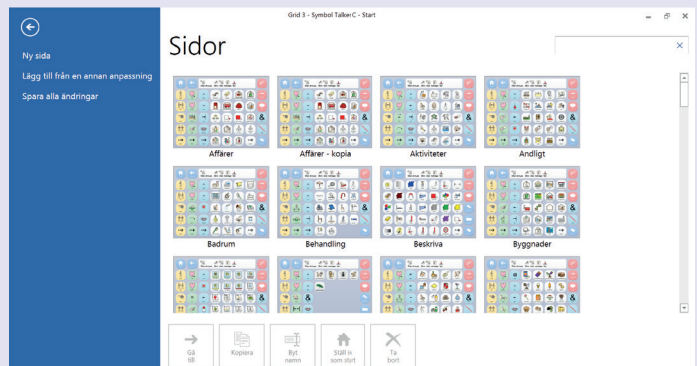 Grid 3 - Symbol Talker C - Start
Sidor
Ny sida
Lägg till från en annan anpassning
Spara alla ändringar
Affärer
Affärer - kopia
Aktiviteter
Andligt
Badrum
Behandling
Beskriva
Byggnader
&
&
&
&
Gå till
Kopiera
Byt namn
Ställ in som start
Ta bort